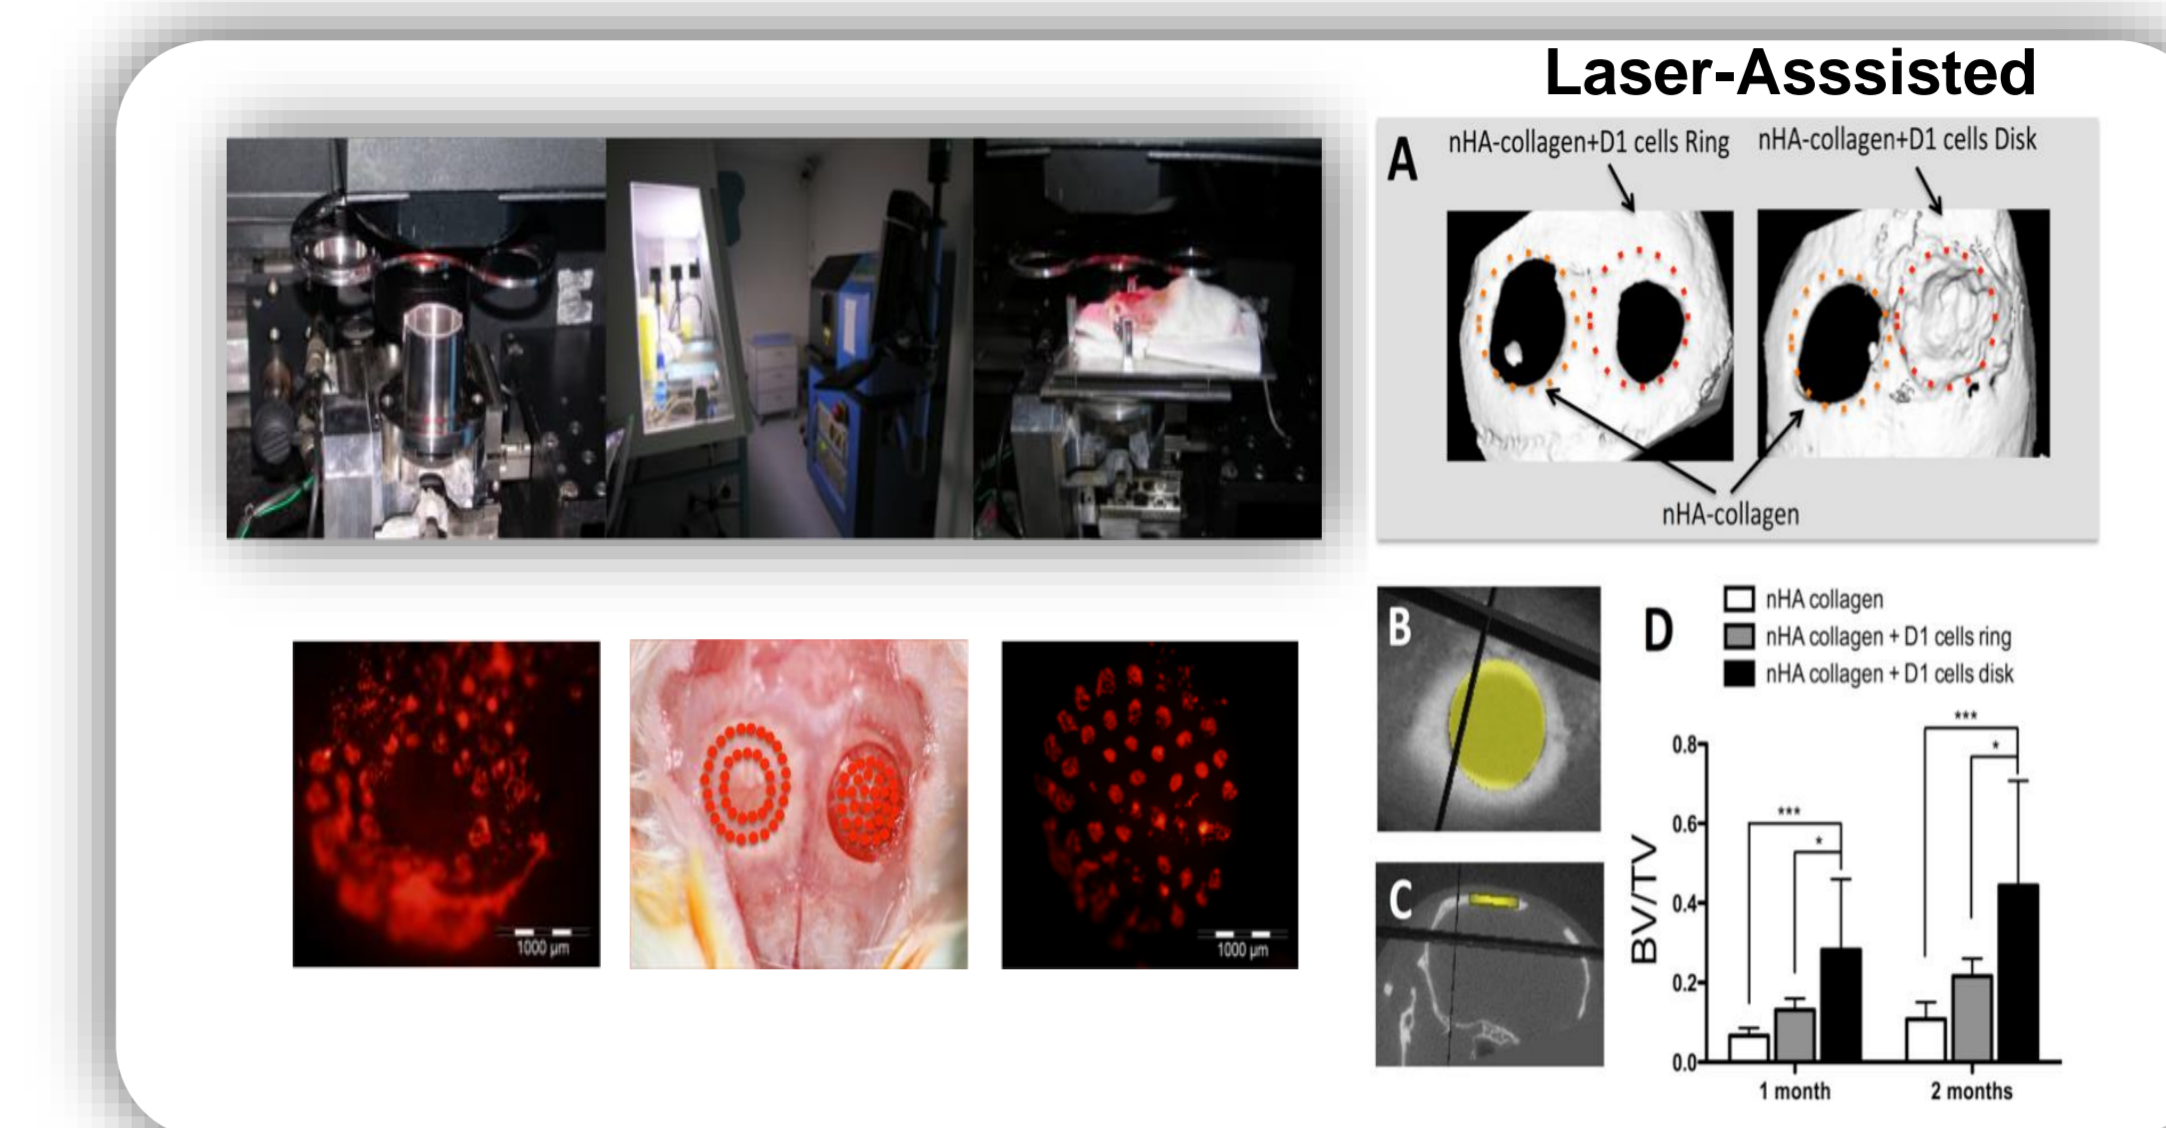 Laser-Asssisted
A
nHA-collagen+D1 cells Ring
nHA-collagen+D1 cells Disk
nHA-collagen
1000 µm
1000 µm
B
C
D
nHA collagen
nHA collagen + D1 cells ring
nHA collagen + D1 cells disk
BV/TV
0.8
0.6
0.4
0.2
0.0
***
*
***
*
1 month
2 months